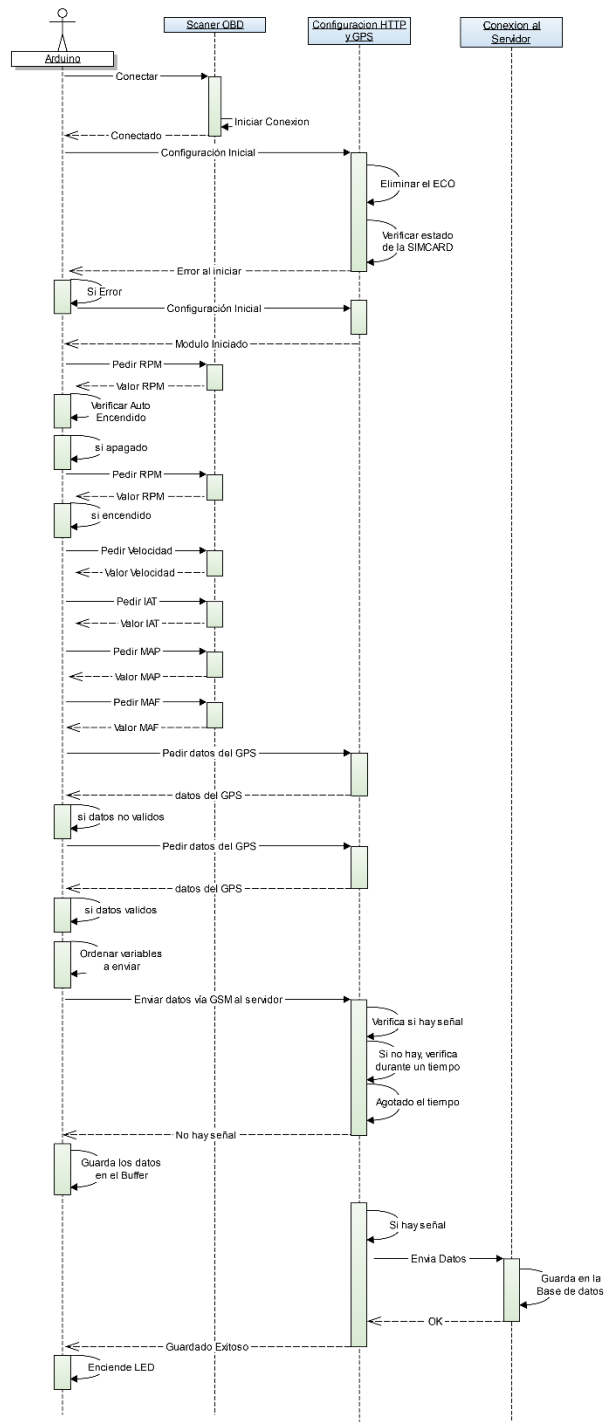 Scaner OBD
Configuracion HTTP
y GPS
Conexion al
Servidor
Arduino
Conectar
Iniciar Conexion
Conectado
Configuración Inicial
Eliminar el ECO
Verificar estado
de la SIMCARD
Error al iniciar
Si Error
Configuración Inicial
Modulo Iniciado
Pedir RPM
Valor RPM
Verificar Auto
Encendido
si apagado
Pedir RPM
Valor RPM
si encendido
Pedir Velocidad
Valor Velocidad
Pedir IAT
Valor IAT
Pedir MAP
Valor MAP
Pedir MAF
Valor MAF
Pedir datos del GPS
datos del GPS
si datos no validos
Pedir datos del GPS
datos del GPS
si datos validos
Ordenar variables
a enviar
Enviar datos vía GSM al servidor
Verifica si hay señal
Si no hay, verifica
durante un tiempo
Agotado el tiempo
No hay señal
Guarda los datos
en el Buffer
Si hay señal
Envia Datos
Guarda en la
Base de datos
OK
Guardado Exitoso
Enciende LED